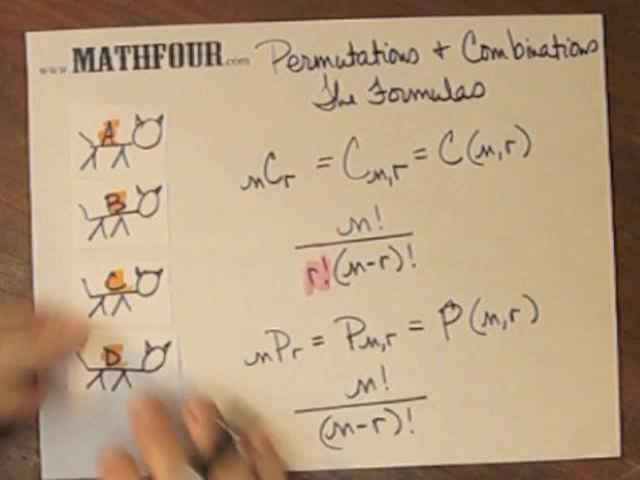 www.MATHFOUR.com
Permutations + Combinations
The Formulas
A
B
C
D
nCr = Cn,r = C(n,r)
n!
r!(n-r)!
nPr = Pn,r = P(n,r)
n!
(n-r)!